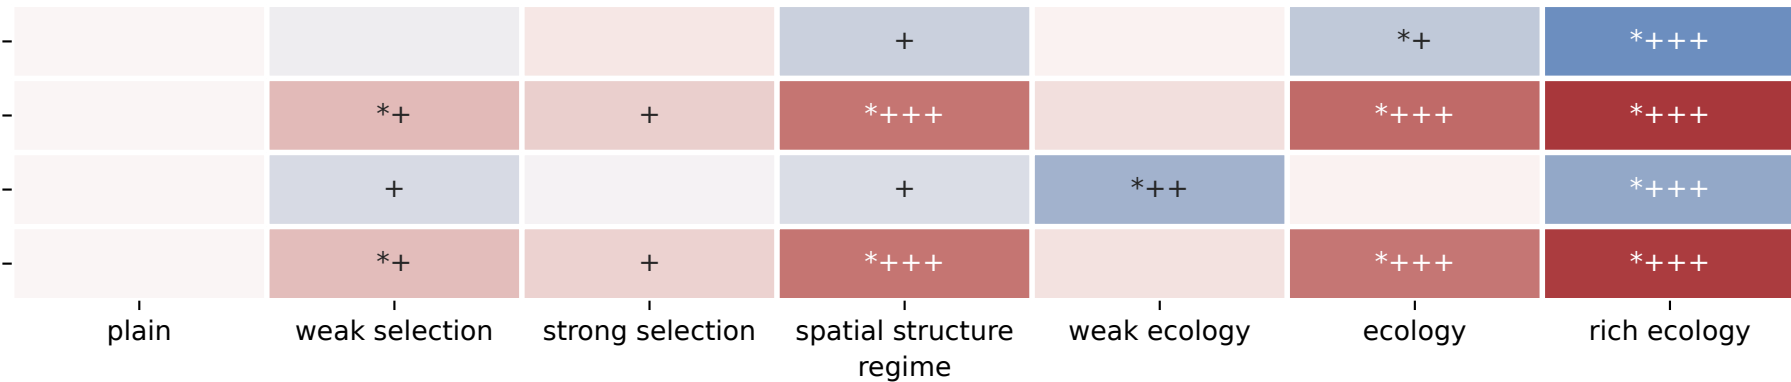 + *+ *+++
*+ + *+++ *+++ *+++
+ + *++ *+++
*+ + *+++ *+++ *+++
plain weak selection strong selection spatial structure weak ecology ecology rich ecology
regime